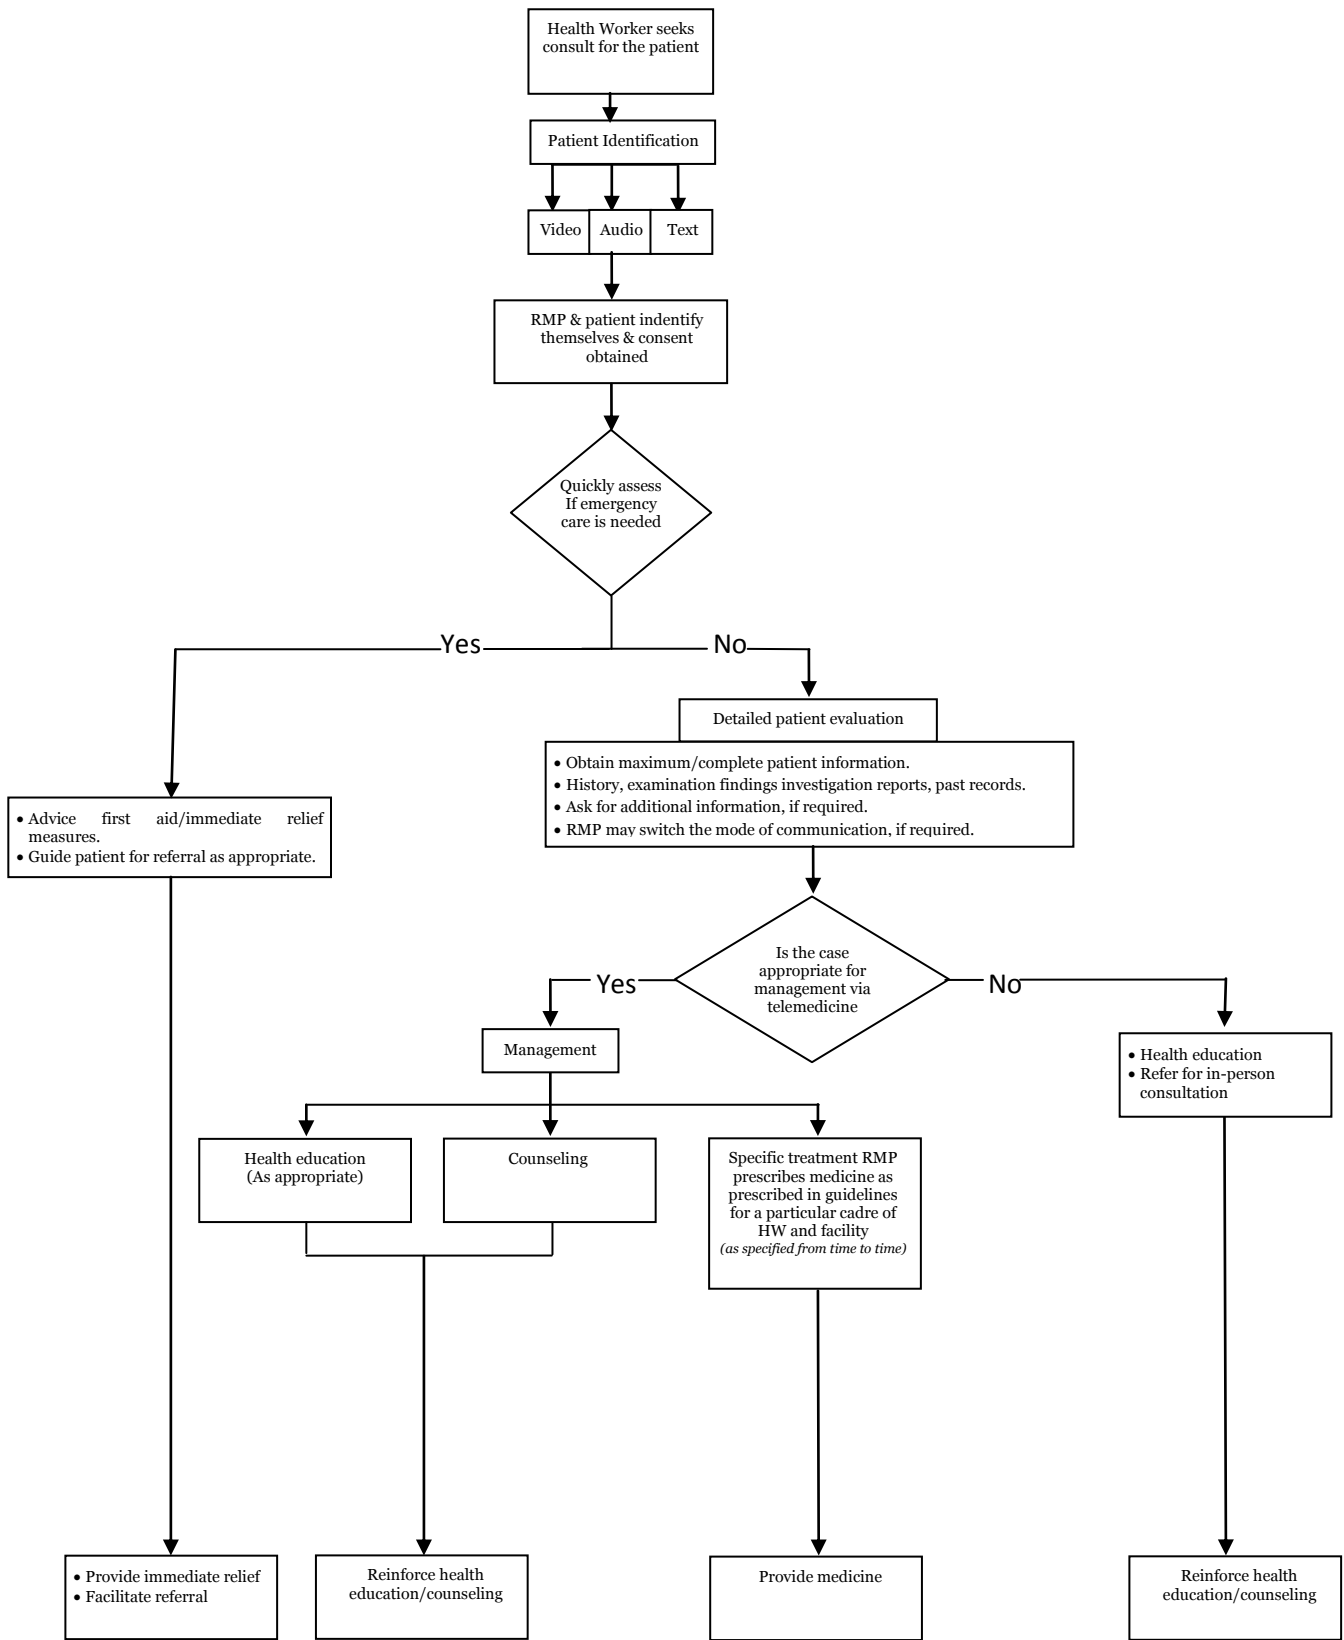 Health Worker seeks
consult for the patient
Patient Identification
Video
Audio
Text
RMP & patient indentify
themselves & consent
obtained
Quickly assess
If emergency
care is needed
Yes
No
Detailed patient evaluation
• Obtain maximum/complete patient information.
• History, examination findings investigation reports, past records.
• Ask for additional information, if required.
• RMP may switch the mode of communication, if required.
• Advice first aid/immediate relief
measures.
• Guide patient for referral as appropriate.
Is the case
appropriate for
management via
telemedicine
Yes
No
Management
• Health education
• Refer for in-person
consultation
Health education
(As appropriate)
Counseling
Specific treatment RMP
prescribes medicine as
prescribed in guidelines
for a particular cadre of
HW and facility
(as specified from time to time)
• Provide immediate relief
• Facilitate referral
Reinforce health
education/counseling
Provide medicine
Reinforce health
education/counseling